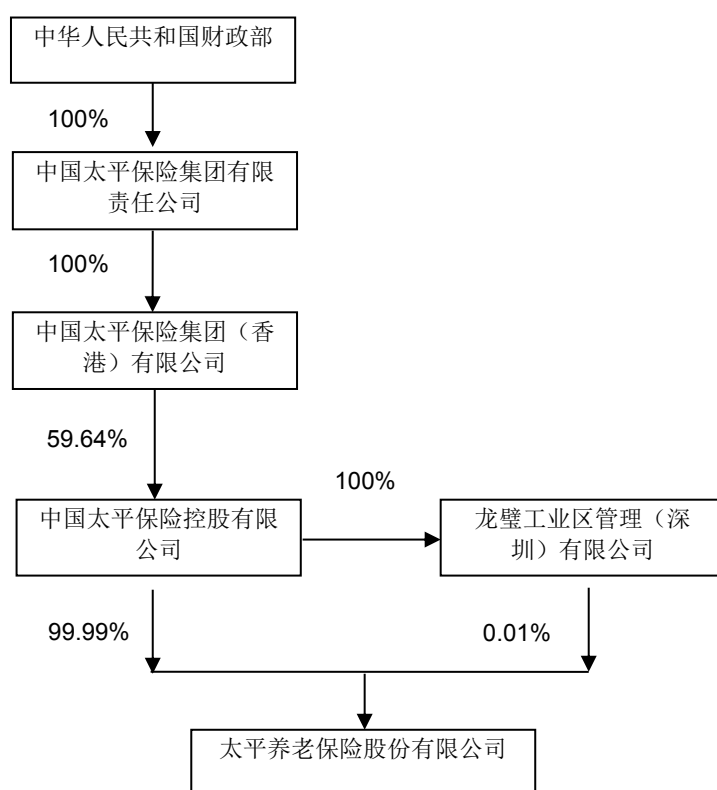 中华人民共和国财政部
100%
中国太平保险集团有限
责任公司
100%
中国太平保险集团（香
港）有限公司
59.64%
100%
中国太平保险控股有限
公司
龙璧工业区管理（深
圳）有限公司
99.99%
0.01%
太平养老保险股份有限公司